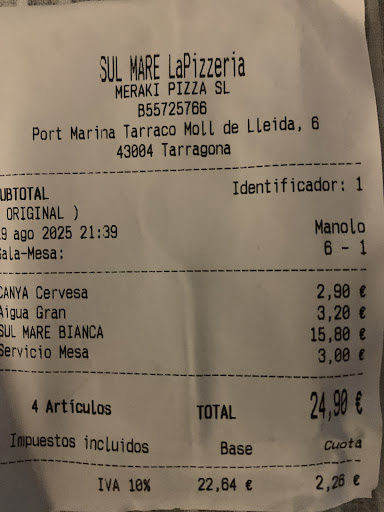 SUL MARE LaPizzeria
MERAKI PIZZA SL
B55725766
Port Marina Tarraco Moll de Lleida, 6
43004 Tarragona
UBTOTAL Identificador: 1
ORIGINAL )
9 ago 2025 21:39 Manolo
Sala-Mesa: 6 - 1
CANYA Cervesa 2,90 €
Aigua Gran 3,20 €
SUL MARE BIANCA 15,80 €
Servicio Mesa 3,00 €
4 Artículos TOTAL 24,90 €
Impuestos incluidos Base Cuota
IVA 10% 22,64 € 2,26 €